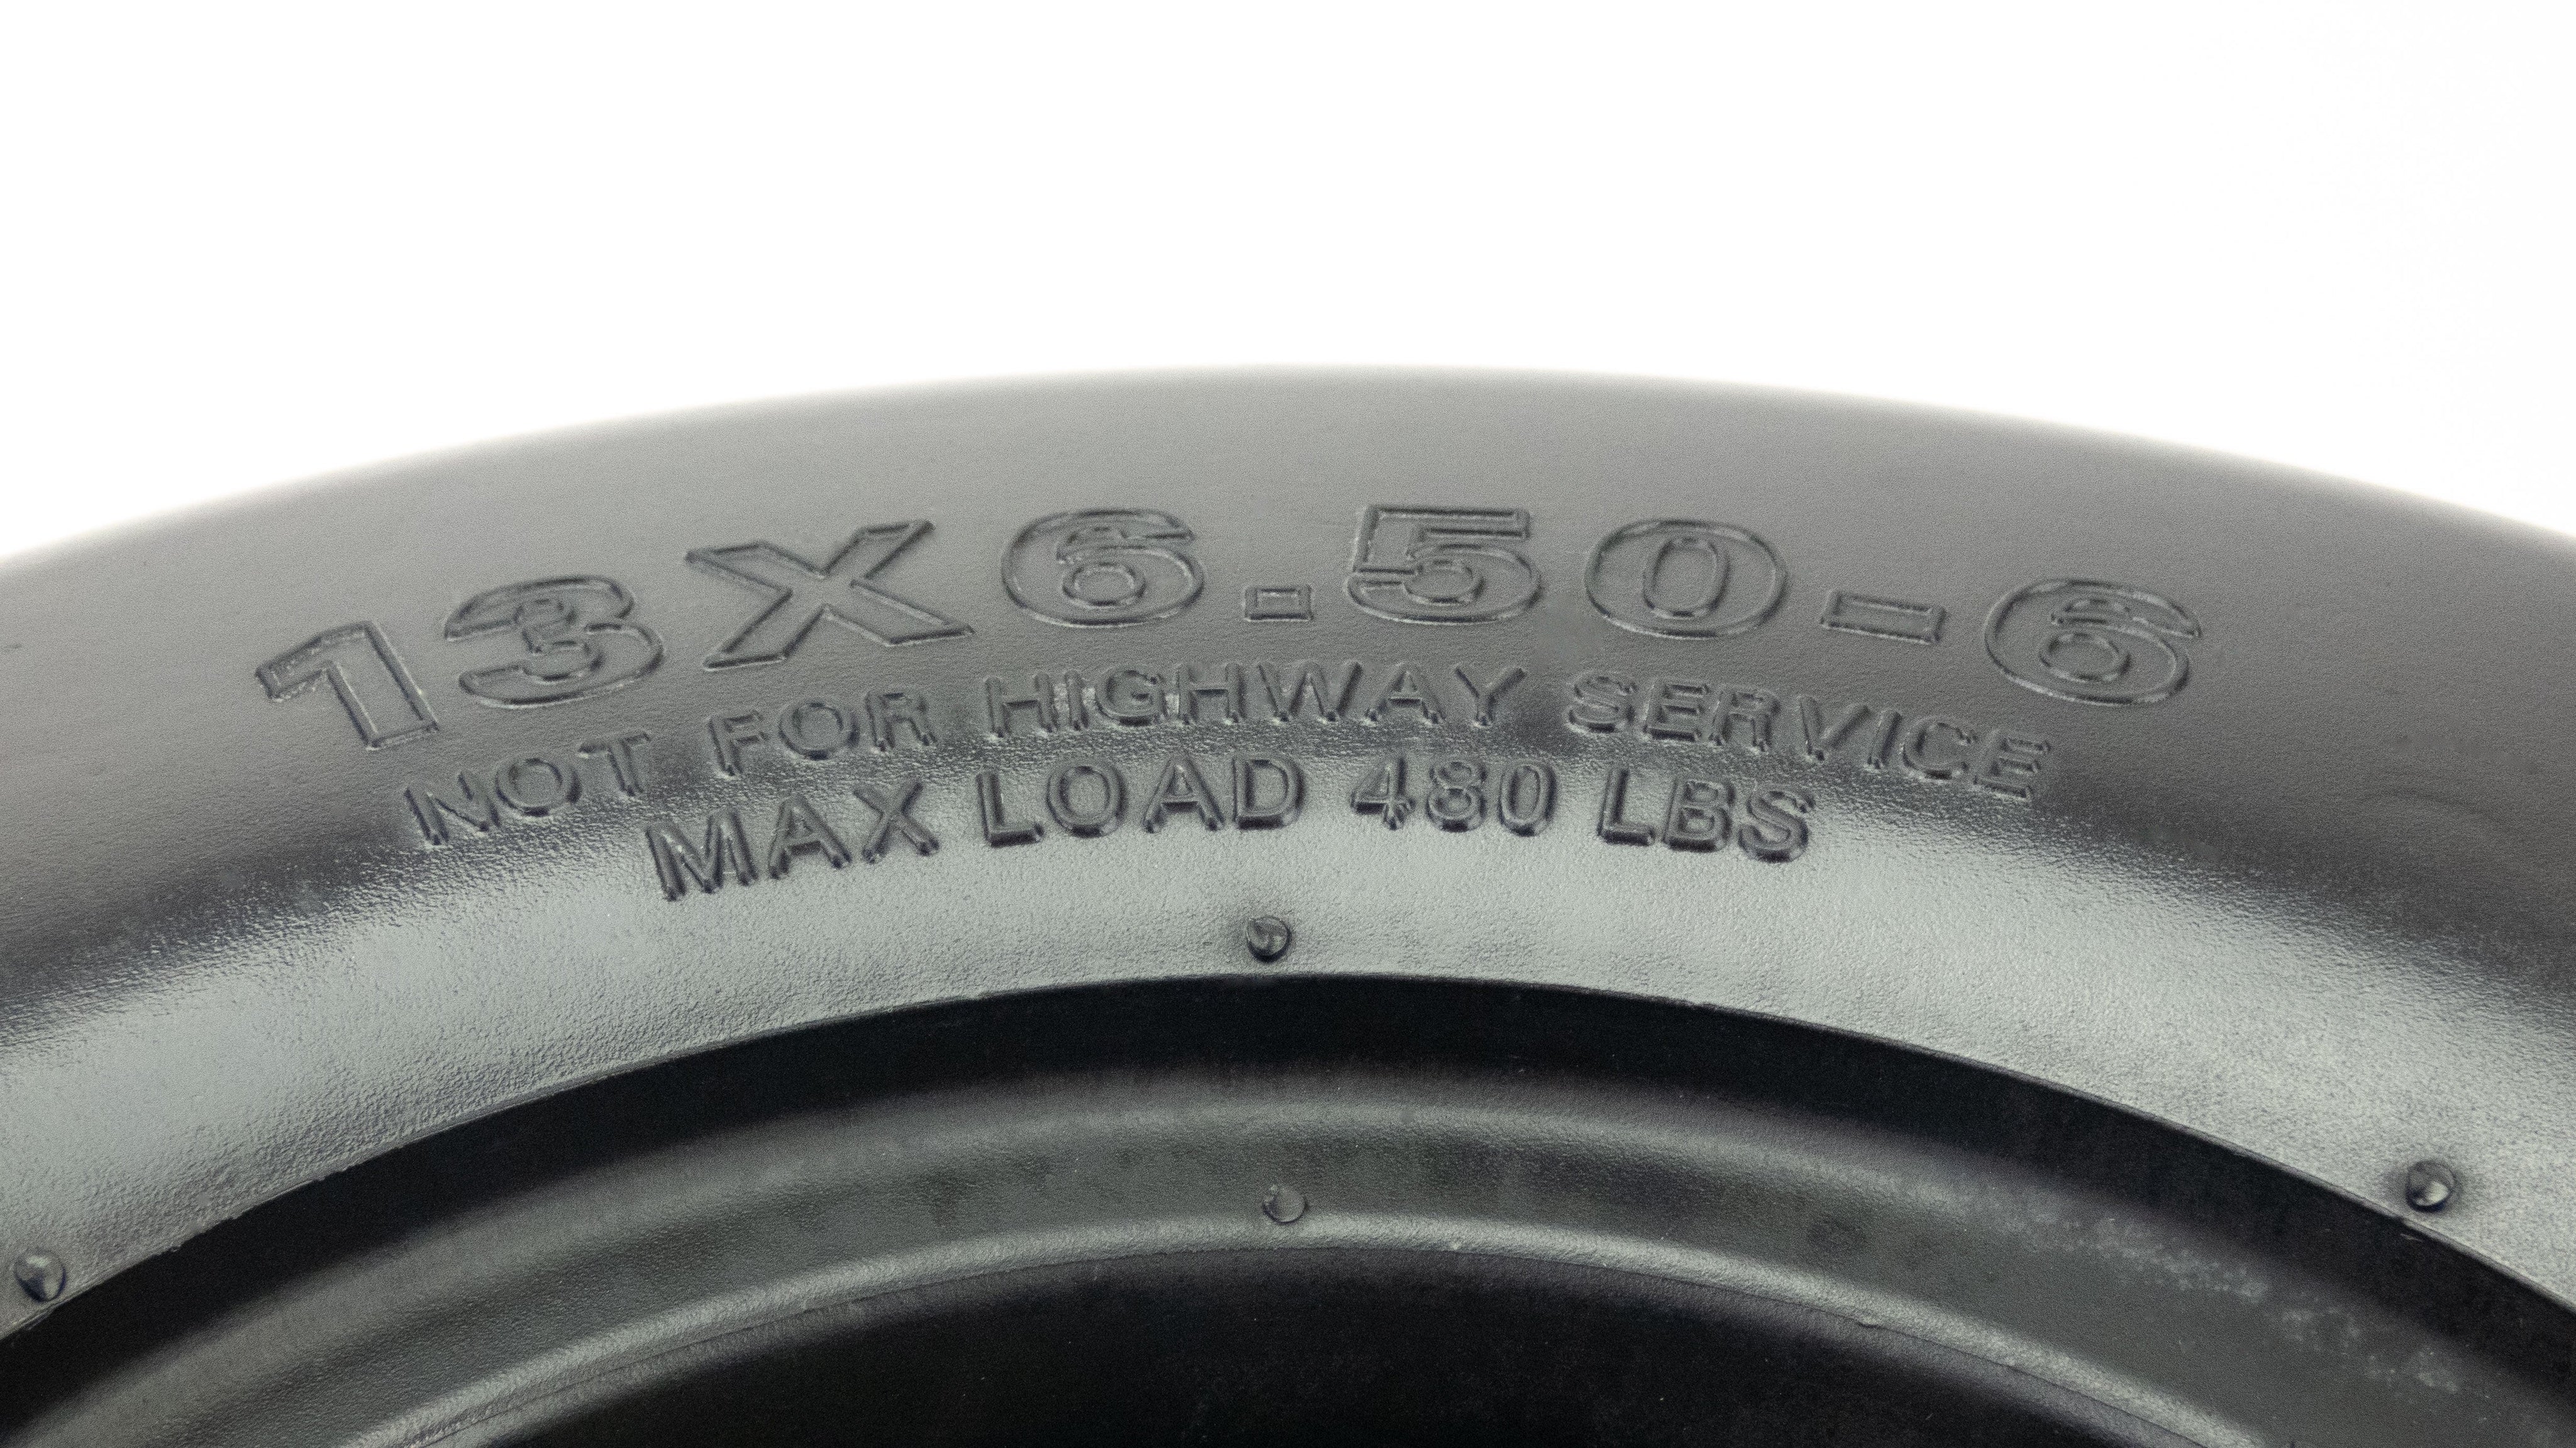 13X6.50-6
NOT FOR HIGHWAY SERVICE
MAX LOAD 480 LBS